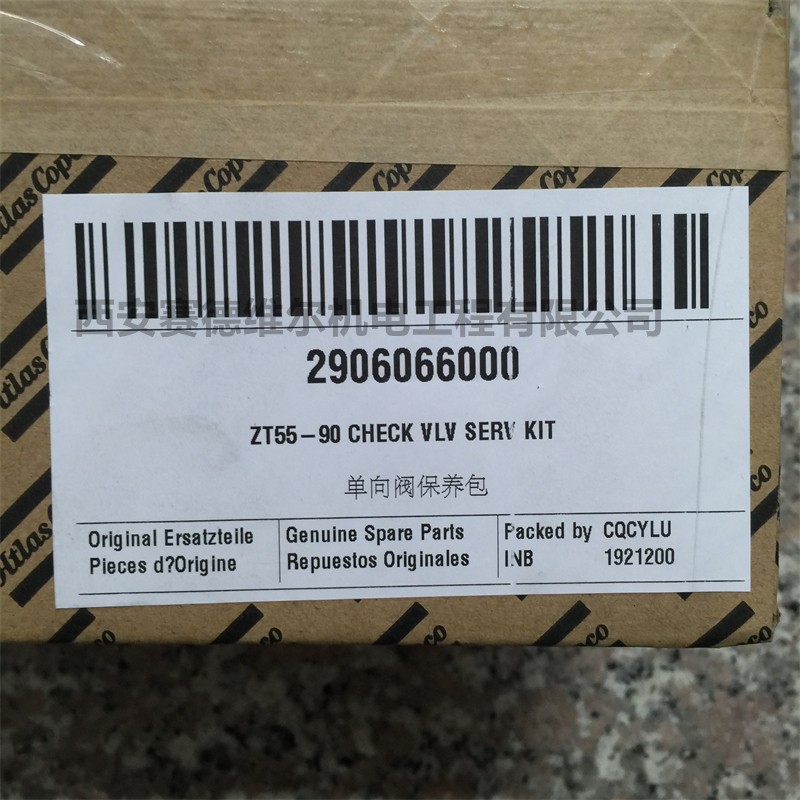 Atlas Copco
西安赛德维尔机电工程有限公司
2906066000
ZT55-90 CHECK VLV SERV KIT
单向阀保养包
Original Ersatzteile
Pieces d?Origine
Genuine Spare Parts
Repuestos Originales
Packed by CQCYLU
INB 1921200